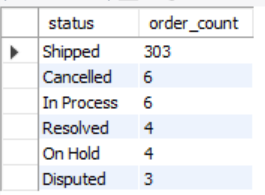 status order_count
Shipped 303
Cancelled 6
In Process 6
Resolved 4
On Hold 4
Disputed 3